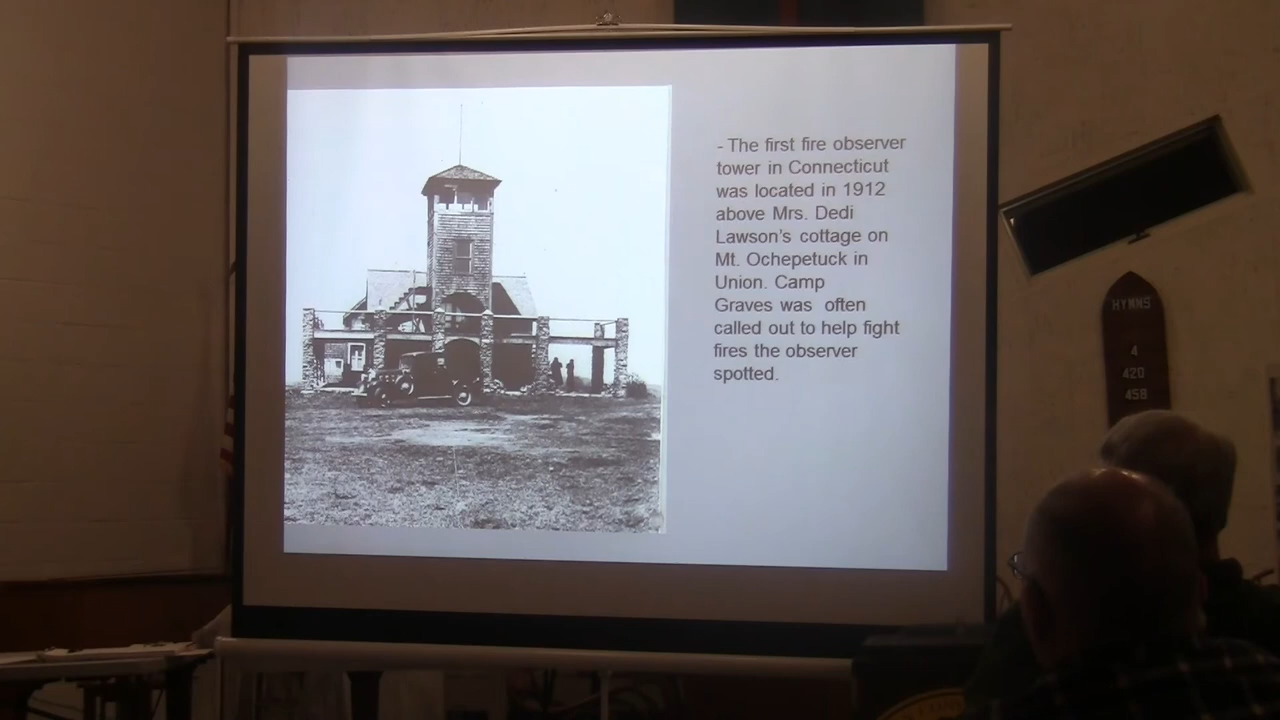 - The first fire observer
tower in Connecticut
was located in 1912
above Mrs. Dedi
Lawson's cottage on
Mt. Ochepetuck in
Union. Camp
Graves was often
called out to help fight
fires the observer
spotted.
HYMNS
4
420
458